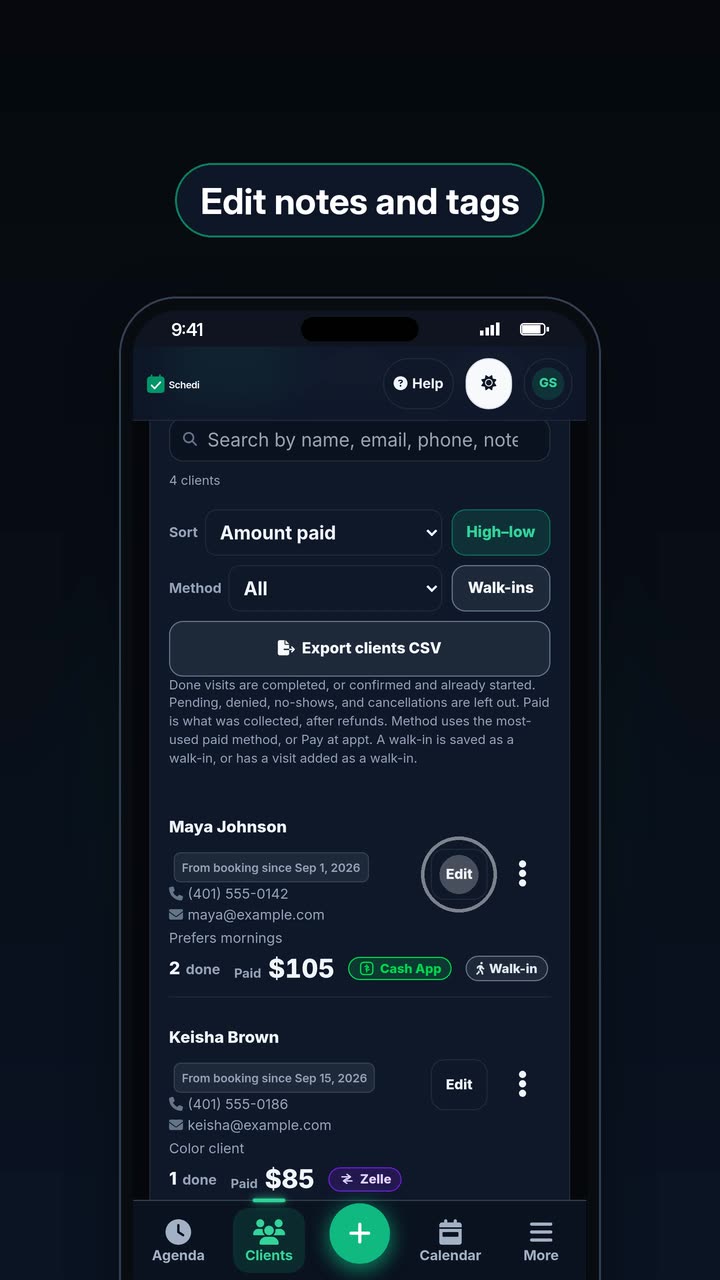 Edit notes and tags
9:41
Schedi
Help
GS
Search by name, email, phone, note
4 clients
Sort
Amount paid
High–low
Method
All
Walk-ins
Export clients CSV
Done visits are completed, or confirmed and already started.
Pending, denied, no-shows, and cancellations are left out. Paid
is what was collected, after refunds. Method uses the most-
used paid method, or Pay at appt. A walk-in is saved as a
walk-in, or has a visit added as a walk-in.
Maya Johnson
From booking since Sep 1, 2026
Edit
(401) 555-0142
maya@example.com
Prefers mornings
2 done Paid $105 Cash App Walk-in
Keisha Brown
From booking since Sep 15, 2026
Edit
(401) 555-0186
keisha@example.com
Color client
1 done Paid $85 Zelle
Agenda
Clients
Calendar
More